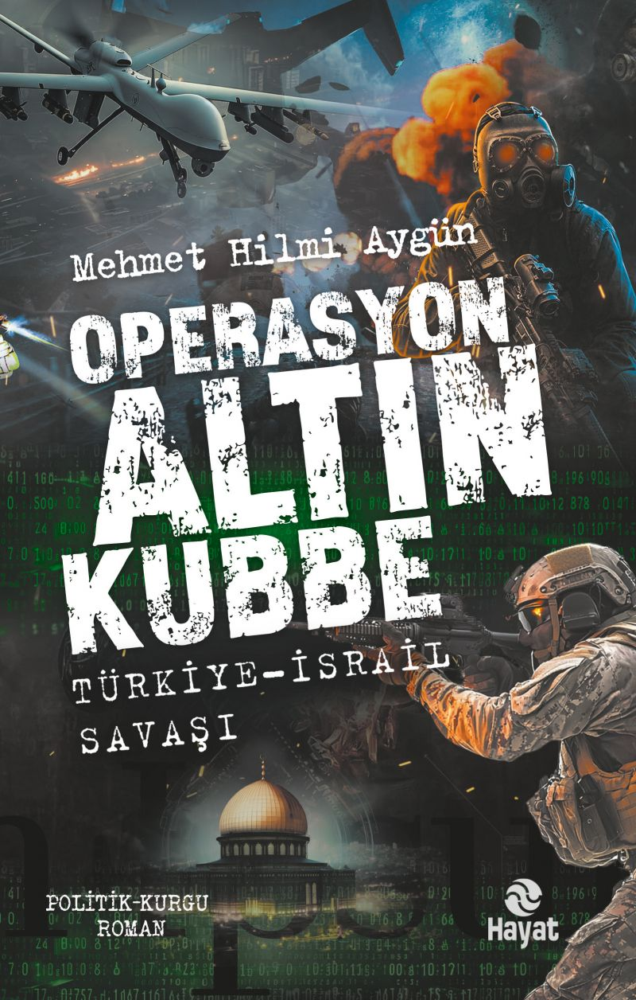 Mehmet Hilmi Aygün
OPERASYON
ALTIN
KUBBE
TÜRKİYE-İSRAİL
SAVAŞI
POLİTİK-KURGU
ROMAN
Hayat